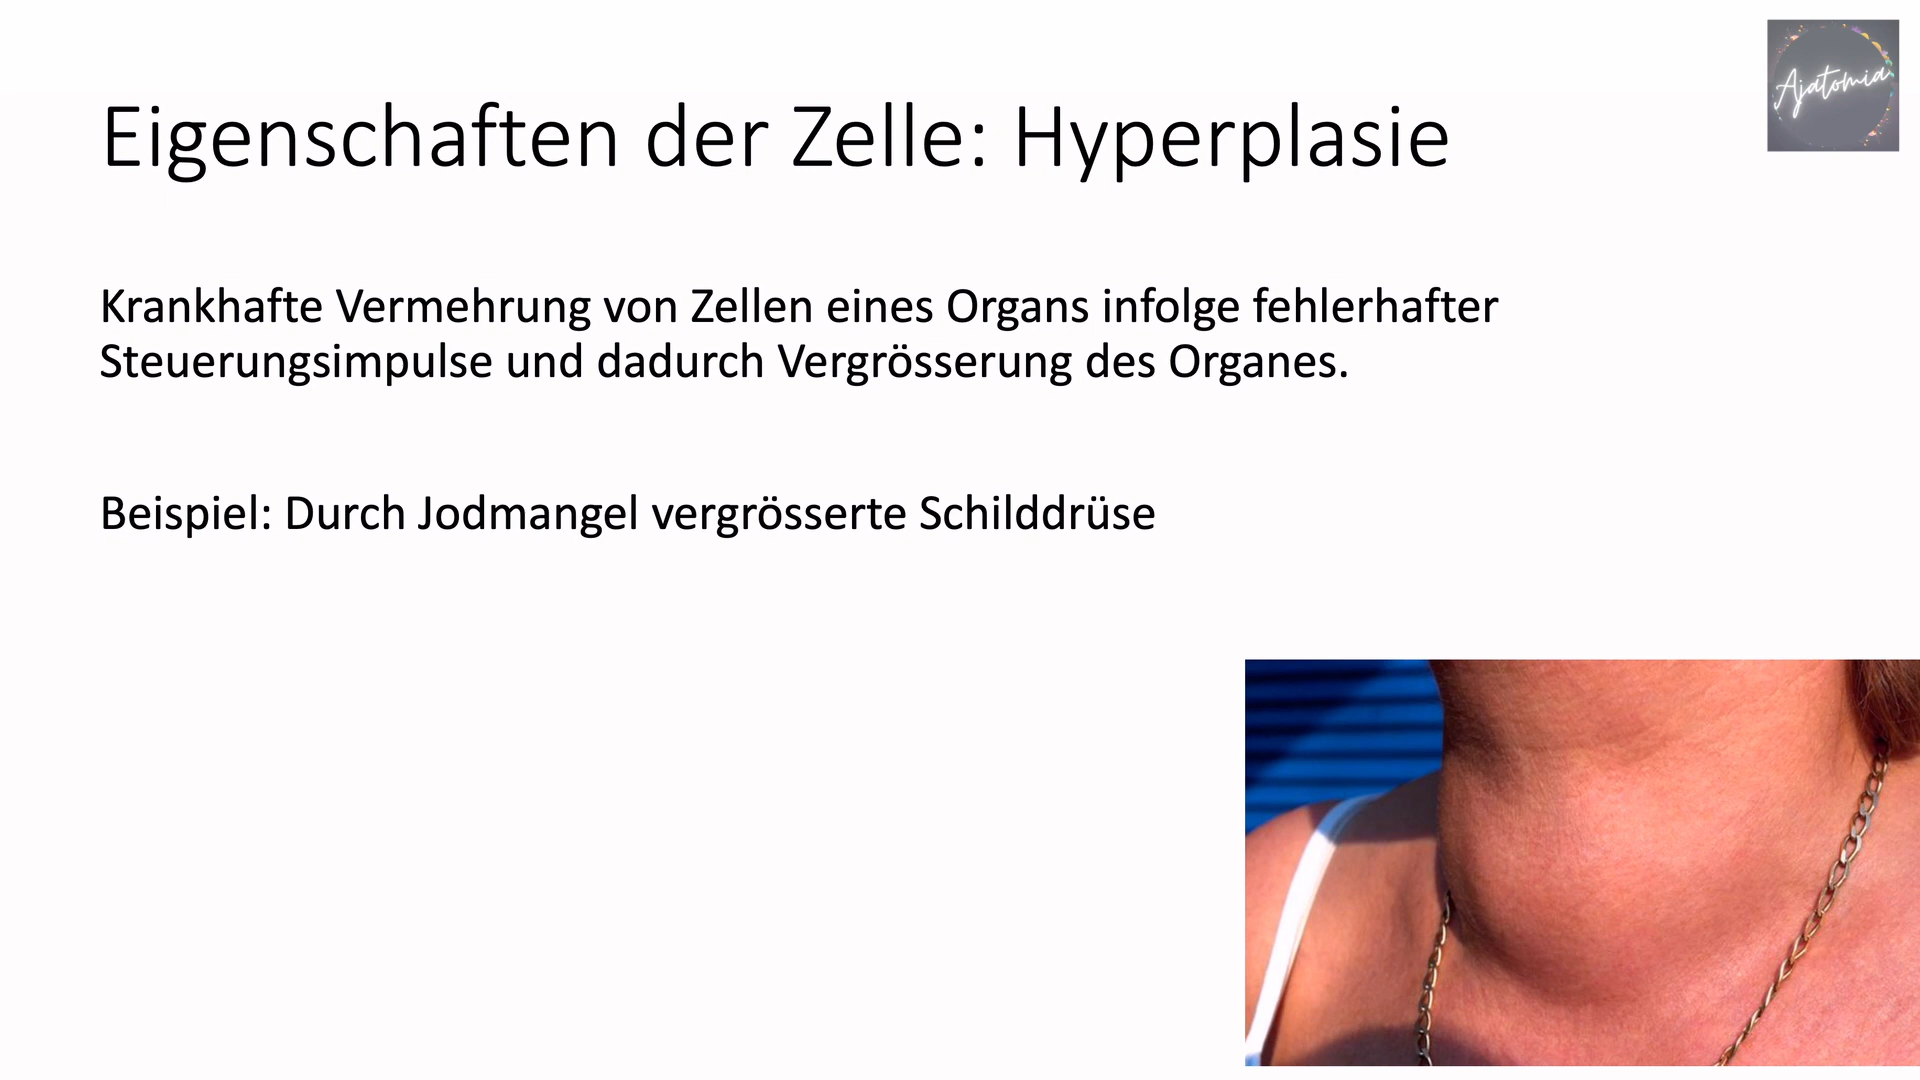 Ajatomia
Eigenschaften der Zelle: Hyperplasie
Krankhafte Vermehrung von Zellen eines Organs infolge fehlerhafter
Steuerungsimpulse und dadurch Vergrösserung des Organes.
Beispiel: Durch Jodmangel vergrösserte Schilddrüse